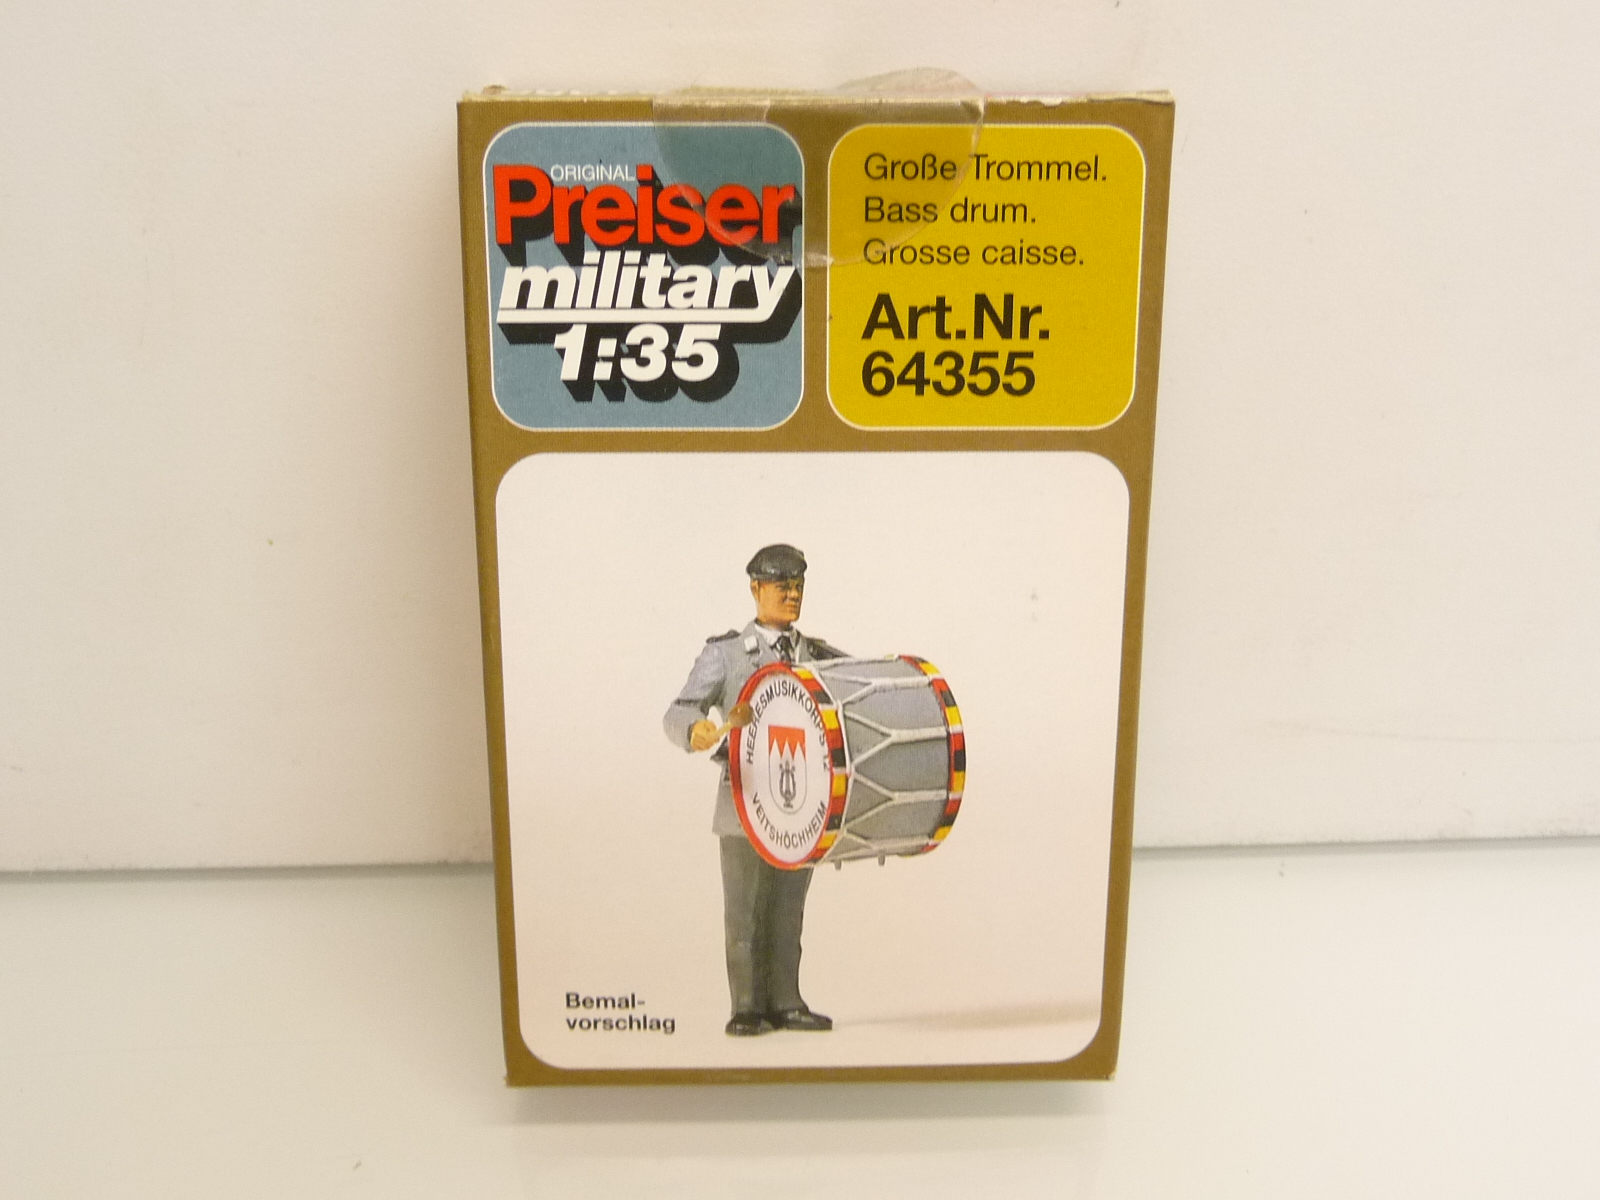 ORIGINAL
Preiser
military
1:35
Große Trommel.
Bass drum.
Grosse caisse.
Art.Nr.
64355
HEERESMUSIKKORPS 12
VEITSHÖCHHEIM
Bemal-
vorschlag